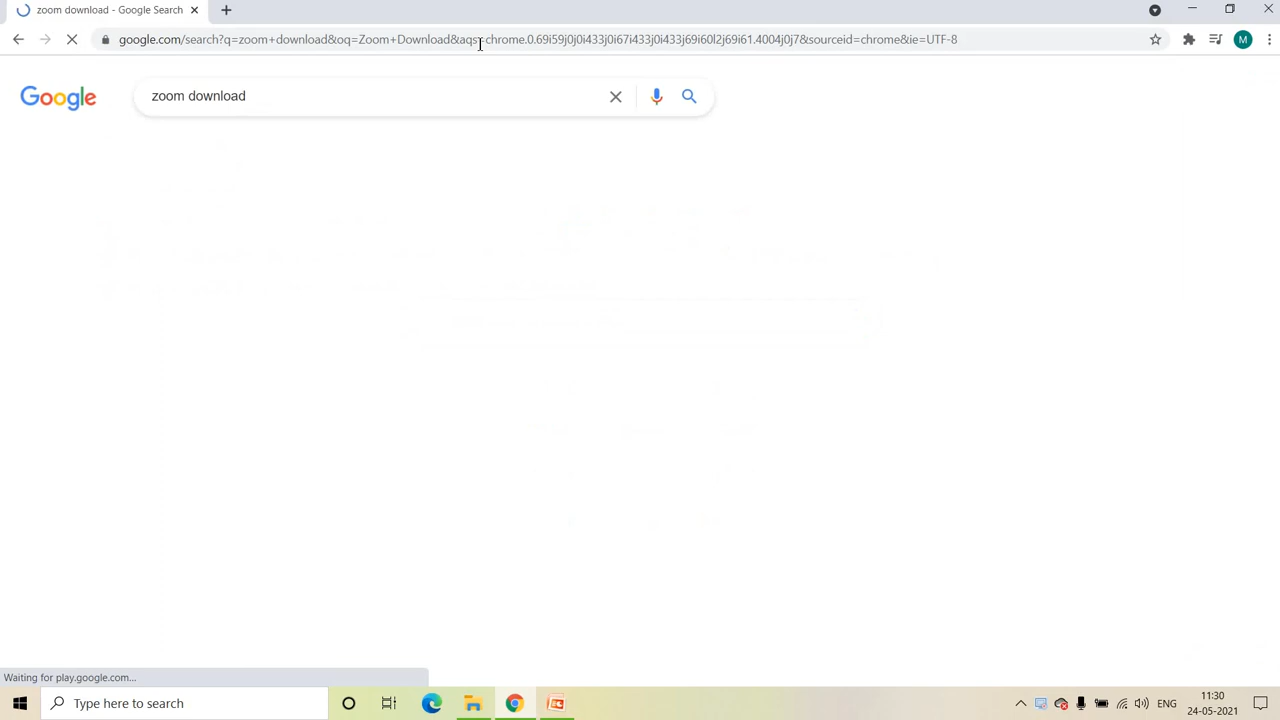 zoom download - Google Search
google.com/search?q=zoom+download&oq=Zoom+Download&aqs=chrome.0.69i59j0j0i433j0i67i433j0i433j69i60l2j69i61.4004j0j7&sourceid=chrome&ie=UTF-8
M
Google
zoom download
Waiting for play.google.com...
Type here to search
ENG
11:30
24-05-2021